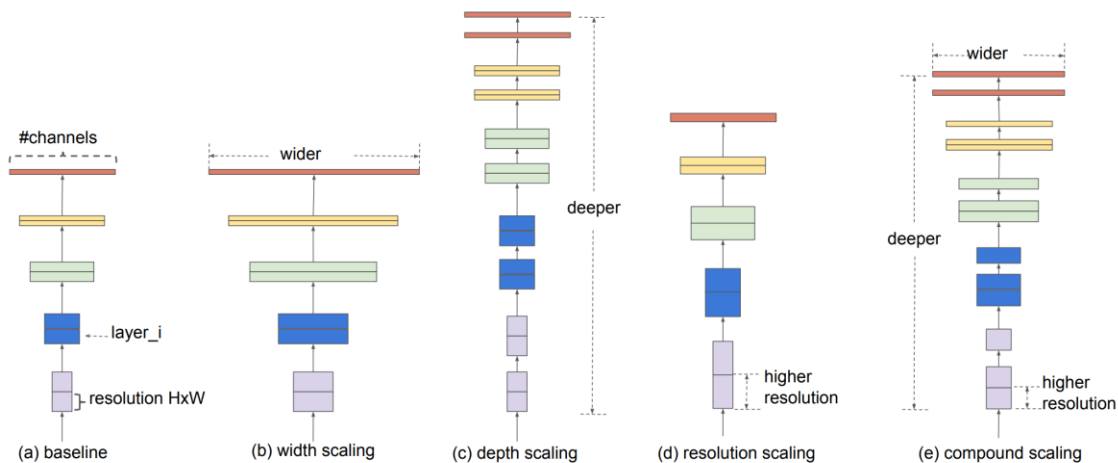 #channels
layer_i
resolution HxW
(a) baseline
wider
(b) width scaling
deeper
(c) depth scaling
higher
resolution
(d) resolution scaling
wider
deeper
higher
resolution
(e) compound scaling